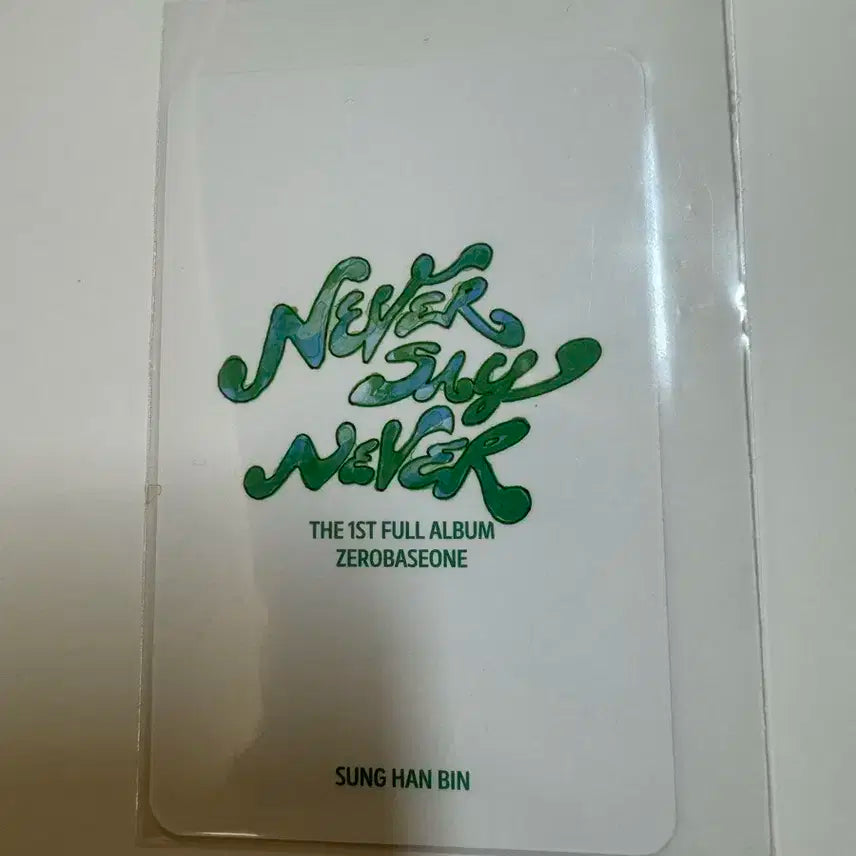 NEVER
SAY
NEVER
THE 1ST FULL ALBUM
ZEROBASEONE
SUNG HAN BIN